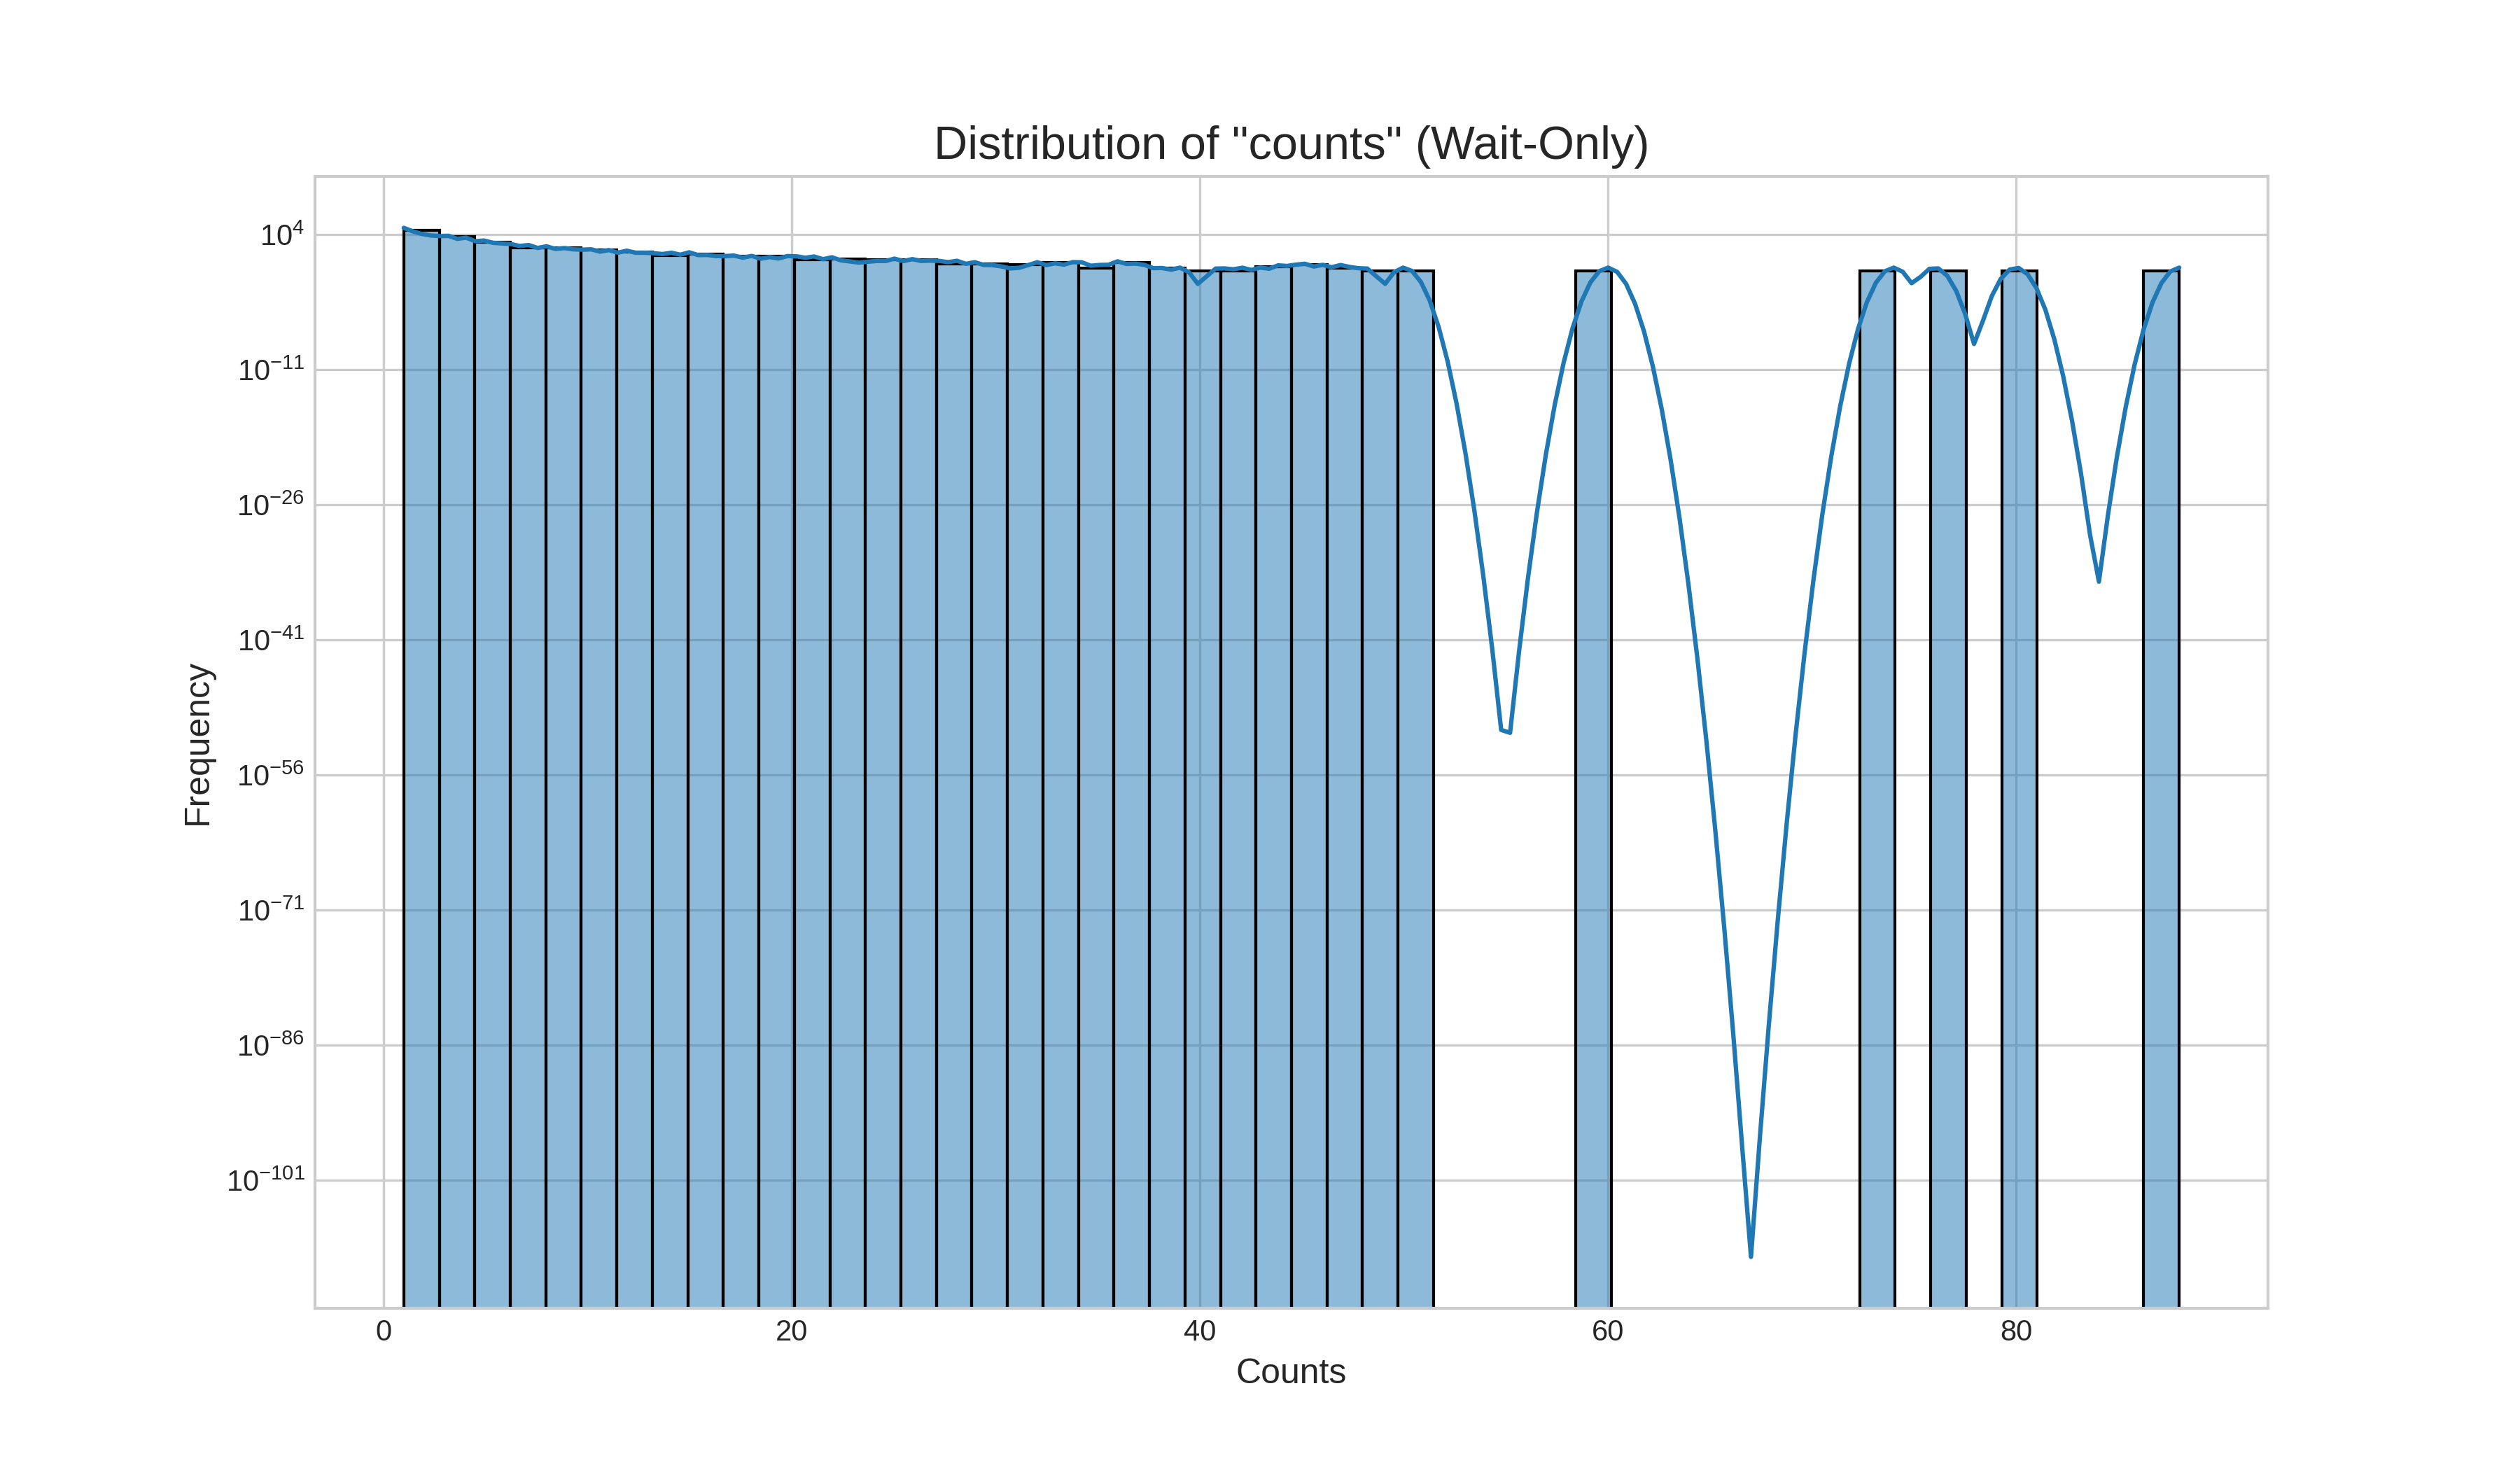 Distribution of "counts" (Wait-Only)
Frequency
10⁴
10⁻¹¹
10⁻²⁶
10⁻⁴¹
10⁻⁵⁶
10⁻⁷¹
10⁻⁸⁶
10⁻¹⁰¹
0 20 40 60 80
Counts